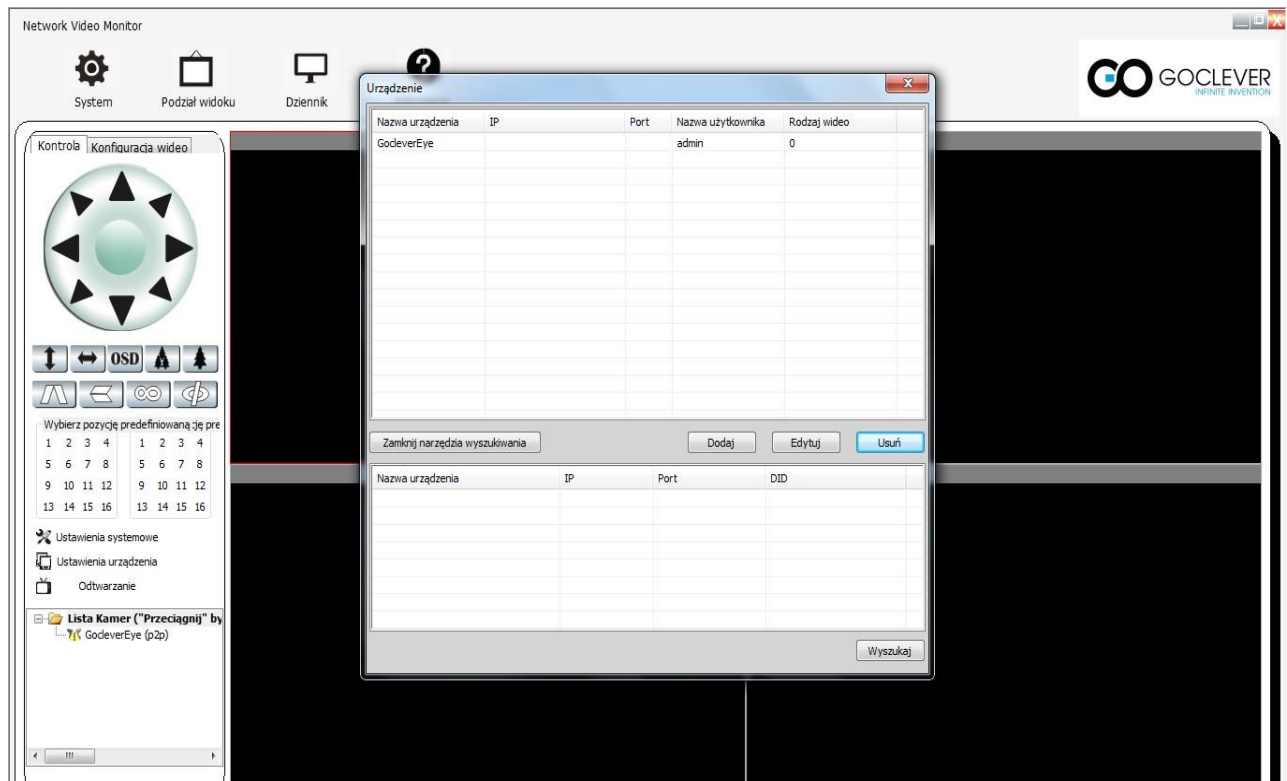 Network Video Monitor
System
Podział widoku
Dziennik
?
GO GOCLEVER
INFINITE INVENTION
Urządzenie
Nazwa urządzenia IP Port Nazwa użytkownika Rodzaj wideo
GocleverEye admin 0
Zamknij narzędzia wyszukiwania Dodaj Edytuj Usuń
Nazwa urządzenia IP Port DID
Wyszukaj
Kontrola Konfiguracja wideo
OSD
Wybierz pozycję predefiniowaną :ję pre
1 2 3 4 1 2 3 4
5 6 7 8 5 6 7 8
9 10 11 12 9 10 11 12
13 14 15 16 13 14 15 16
Ustawienia systemowe
Ustawienia urządzenia
Odtwarzanie
Lista Kamer ("Przeciągnij" by
GocleverEye (p2p)